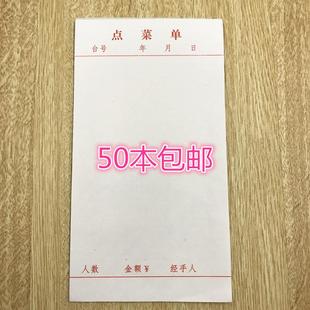 点菜单
台号 年 月 日
50本包邮
人数 金额¥ 经手人